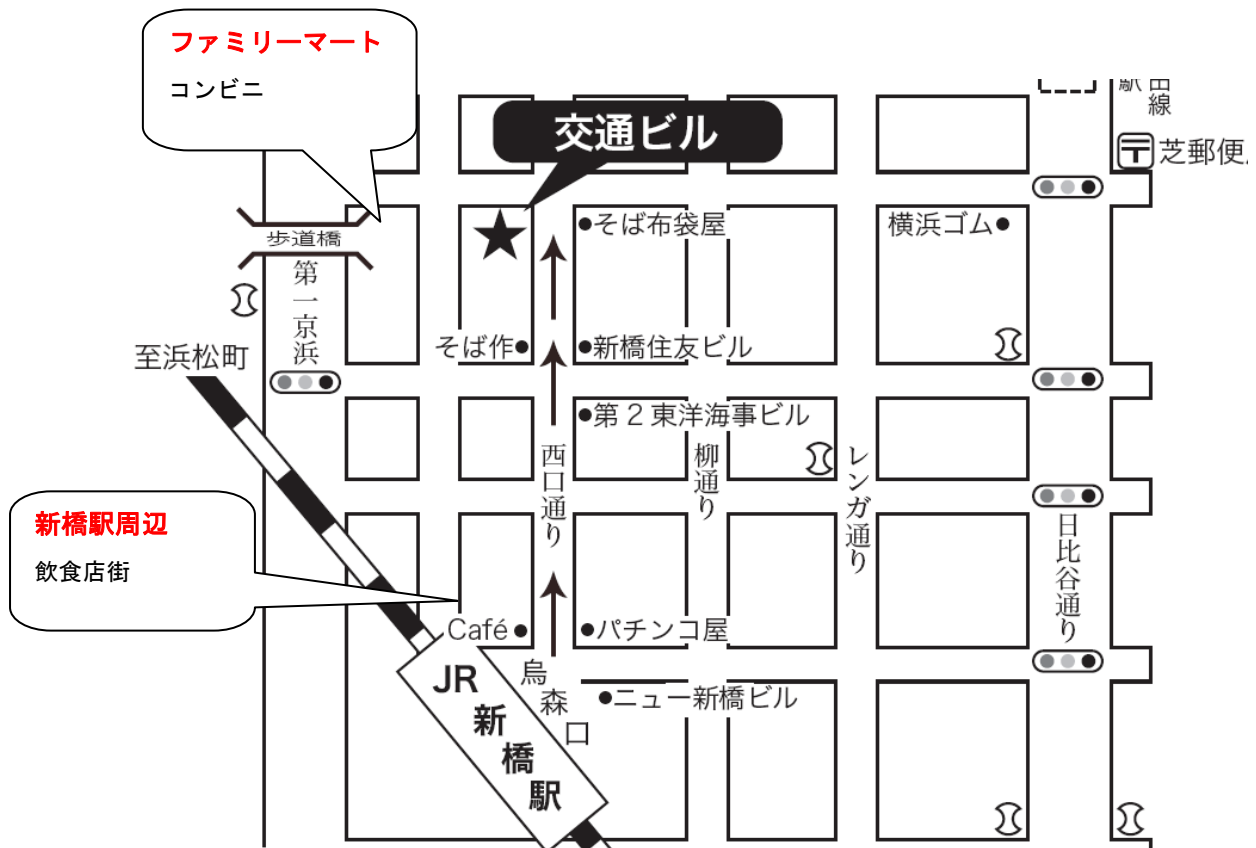 ファミリーマート
コンビニ
交通ビル
田線
駅
芝郵便
そば布袋屋
横浜ゴム
歩道橋
第一京浜
至浜松町
そば作
新橋住友ビル
第2東洋海事ビル
西口通り
柳通り
レンガ通り
日比谷通り
新橋駅周辺
飲食店街
Café
パチンコ屋
烏森口
ニュー新橋ビル
JR新橋駅